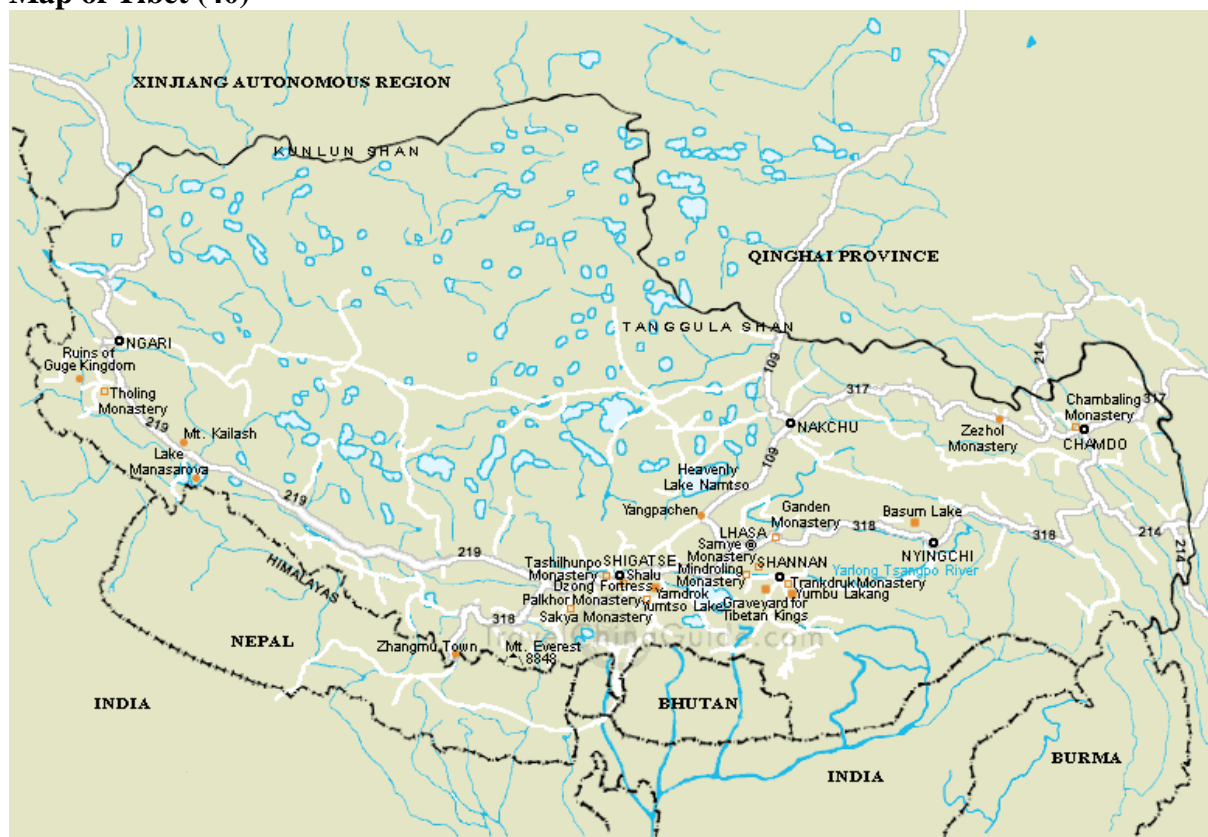 Map of Tibet (40)
XINJIANG AUTONOMOUS REGION
KUNLUN SHAN
QINGHAI PROVINCE
TANGGULA SHAN
109
214
NGARI
Ruins of
Guge Kingdom
Tholing
Monastery
219
Mt. Kailash
Lake
Manasarova
219
317
Chambaling
Monastery
317
Zezhol
Monastery
CHAMDO
NAKCHU
109
Heavenly
Lake Namtso
Yangpachen
Ganden
Monastery
Basum Lake
318
318
214
214
LHASA
Samye
Monastery
NYINGCHI
Yarlong Tsangpo River
219
Tashilhunpo
Monastery
SHIGATSE
Shalu
Dzong Fortress
Mindroling
Monastery
SHANNAN
Trankdruk Monastery
Yumbu Lakang
Palkhor Monastery
Yamdrok
Yumtso Lake
Graveyard for
Tibetan Kings
Sakya Monastery
HIMALAYAS
318
TravelChinaGuide.com
NEPAL
Zhangmu Town
Mt. Everest
8848
INDIA
BHUTAN
INDIA
BURMA